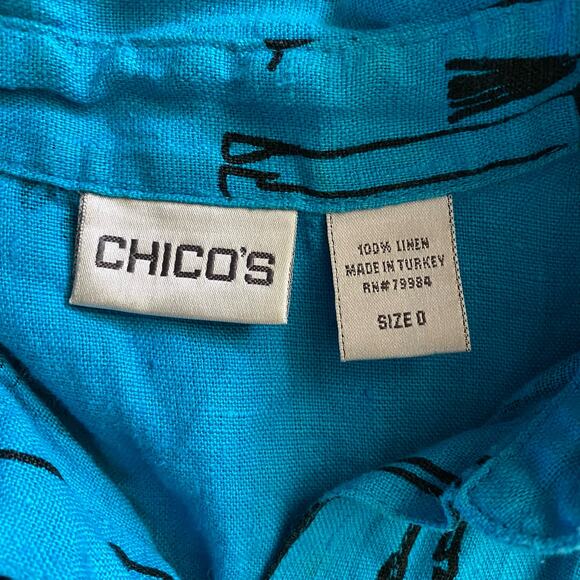 CHICO'S
100% LINEN
MADE IN TURKEY
RN# 79984
SIZE 0